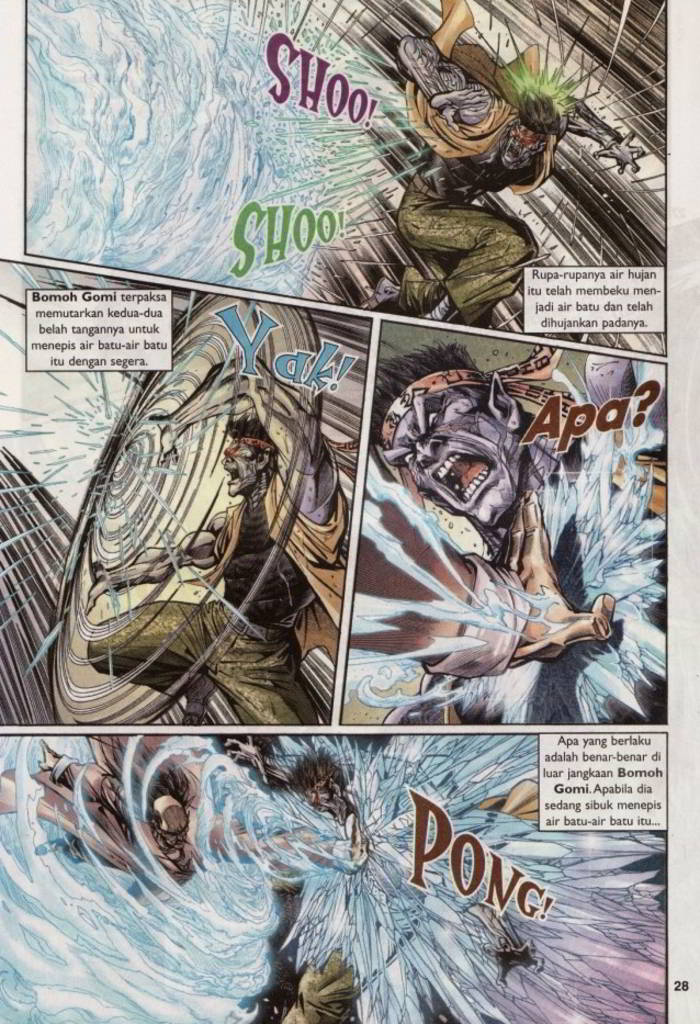 SHOO!
SHOO!
Rupa-rupanya air hujan
itu telah membeku men-
jadi air batu dan telah
dihujankan padanya.
Bomoh Gomi terpaksa
memutarkan kedua-dua
belah tangannya untuk
menepis air batu-air batu
itu dengan segera.
Yak!
Apa?
Apa yang berlaku
adalah benar-benar di
luar jangkaan Bomoh
Gomi. Apabila dia
sedang sibuk menepis
air batu-air batu itu...
PONG!
28